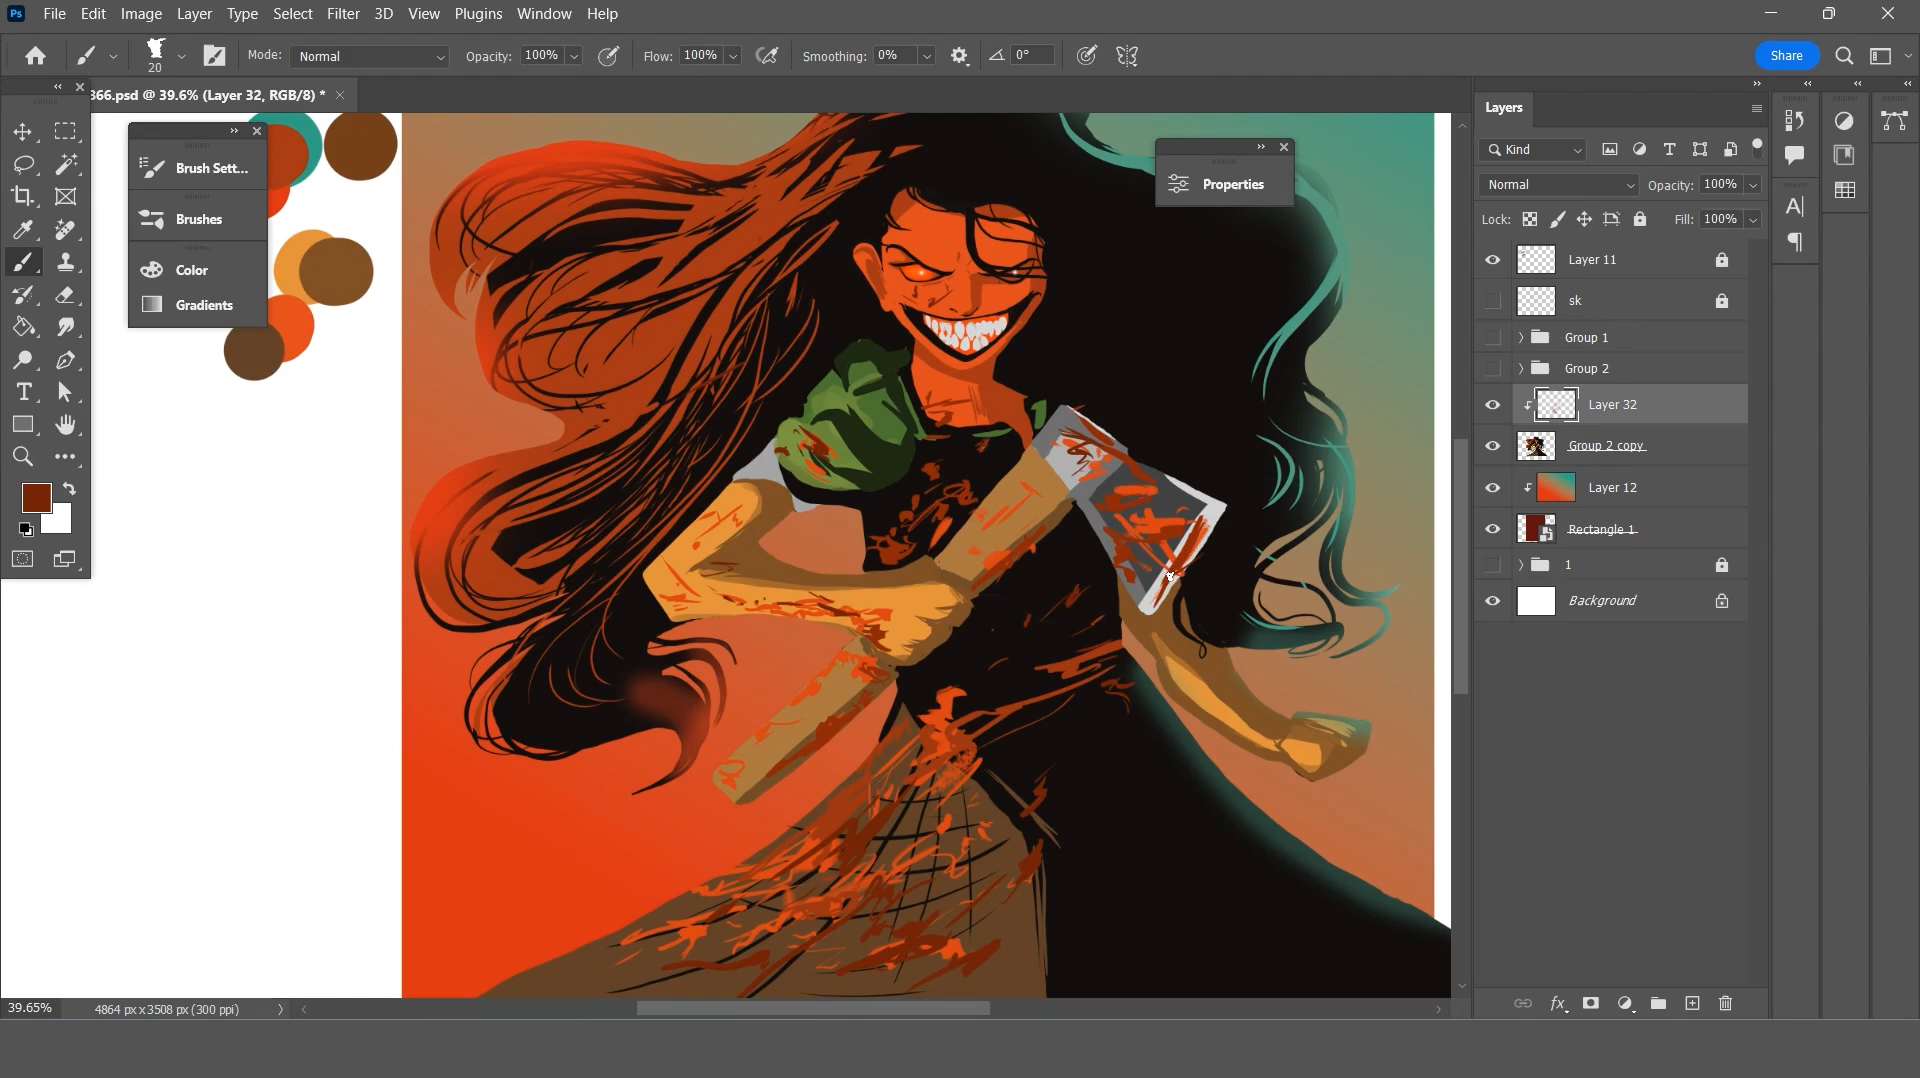 Ps File Edit Image Layer Type Select Filter 3D View Plugins Window Help
20 Mode: Normal Opacity: 100% Flow: 100% Smoothing: 0% 0° Share
366.psd @ 39.6% (Layer 32, RGB/8) *
Brush Sett...
Brushes
Color
Gradients
Properties
Layers
Kind
Normal Opacity: 100%
Lock: Fill: 100%
Layer 11
sk
Group 1
Group 2
Layer 32
Group 2 copy
Layer 12
Rectangle 1
1
Background
39.65% 4864 px x 3508 px (300 ppi)